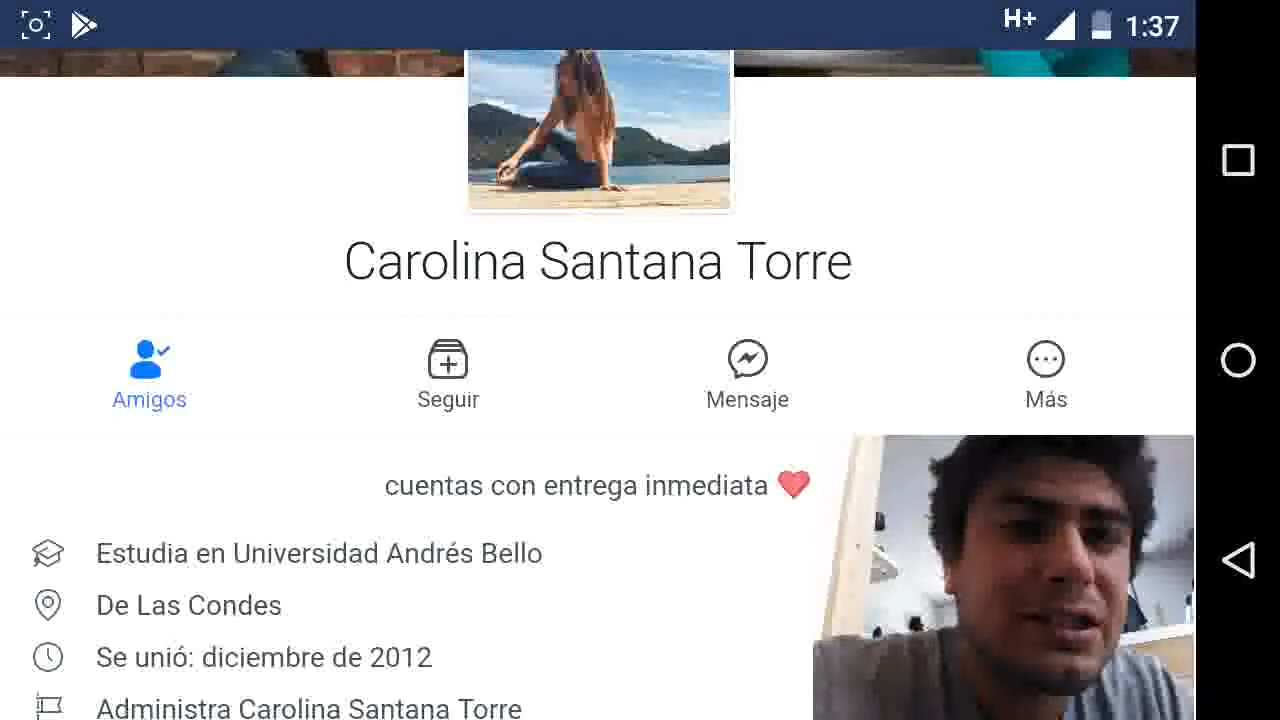 H+ 1:37
Carolina Santana Torre
Amigos
Seguir
Mensaje
Más
cuentas con entrega inmediata ❤️
Estudia en Universidad Andrés Bello
De Las Condes
Se unió: diciembre de 2012
Administra Carolina Santana Torre